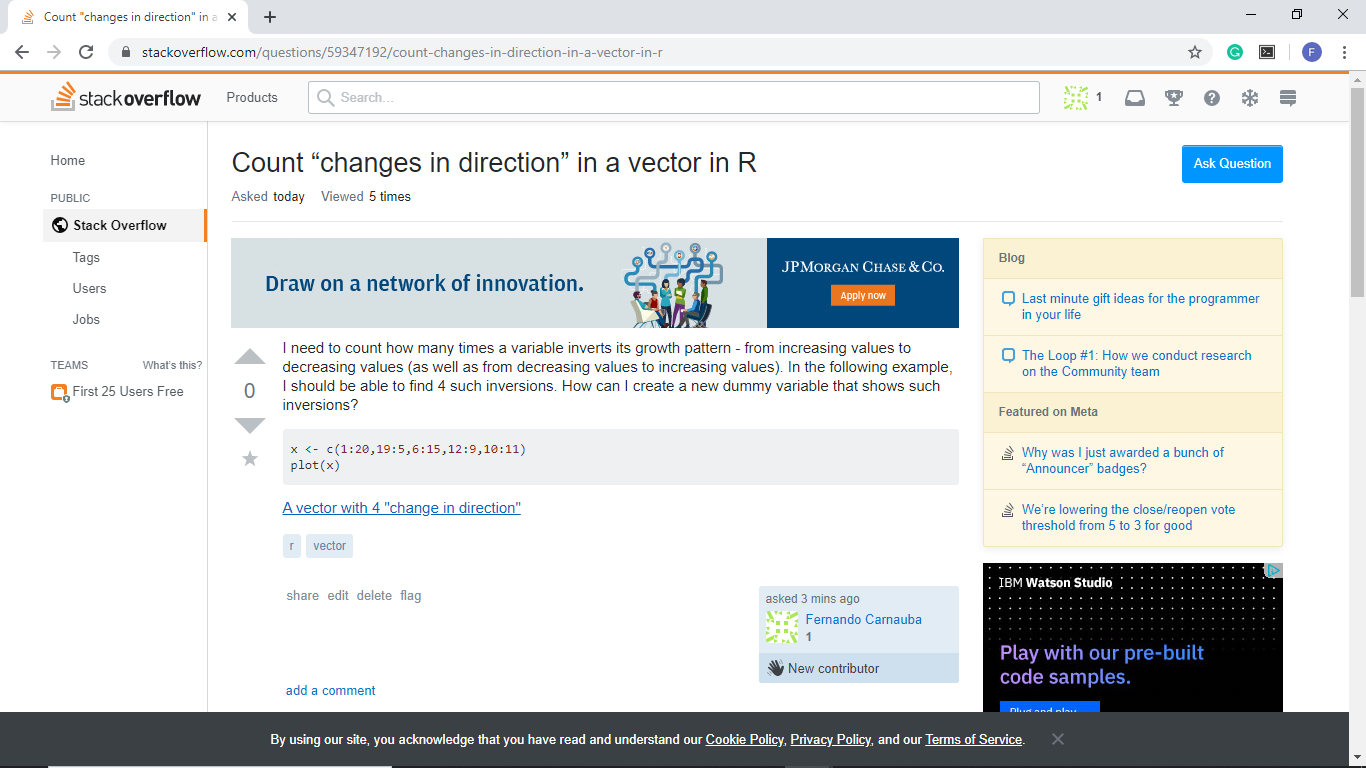 Count "changes in direction" in a
stackoverflow.com/questions/59347192/count-changes-in-direction-in-a-vector-in-r
F
stackoverflow
Products
Search...
1
Home
PUBLIC
Stack Overflow
Tags
Users
Jobs
TEAMS
What's this?
First 25 Users Free
Count “changes in direction” in a vector in R
Asked today Viewed 5 times
Ask Question
Draw on a network of innovation.
JPMORGAN CHASE & CO.
Apply now
0
I need to count how many times a variable inverts its growth pattern - from increasing values to
decreasing values (as well as from decreasing values to increasing values). In the following example,
I should be able to find 4 such inversions. How can I create a new dummy variable that shows such
inversions?
x <- c(1:20,19:5,6:15,12:9,10:11)
plot(x)
A vector with 4 "change in direction"
r vector
share edit delete flag
asked 3 mins ago
Fernando Carnauba
1
New contributor
add a comment
Blog
Last minute gift ideas for the programmer
in your life
The Loop #1: How we conduct research
on the Community team
Featured on Meta
Why was I just awarded a bunch of
“Announcer” badges?
We’re lowering the close/reopen vote
threshold from 5 to 3 for good
IBM Watson Studio
Play with our pre-built
code samples.
Plug and play
By using our site, you acknowledge that you have read and understand our Cookie Policy, Privacy Policy, and our Terms of Service.